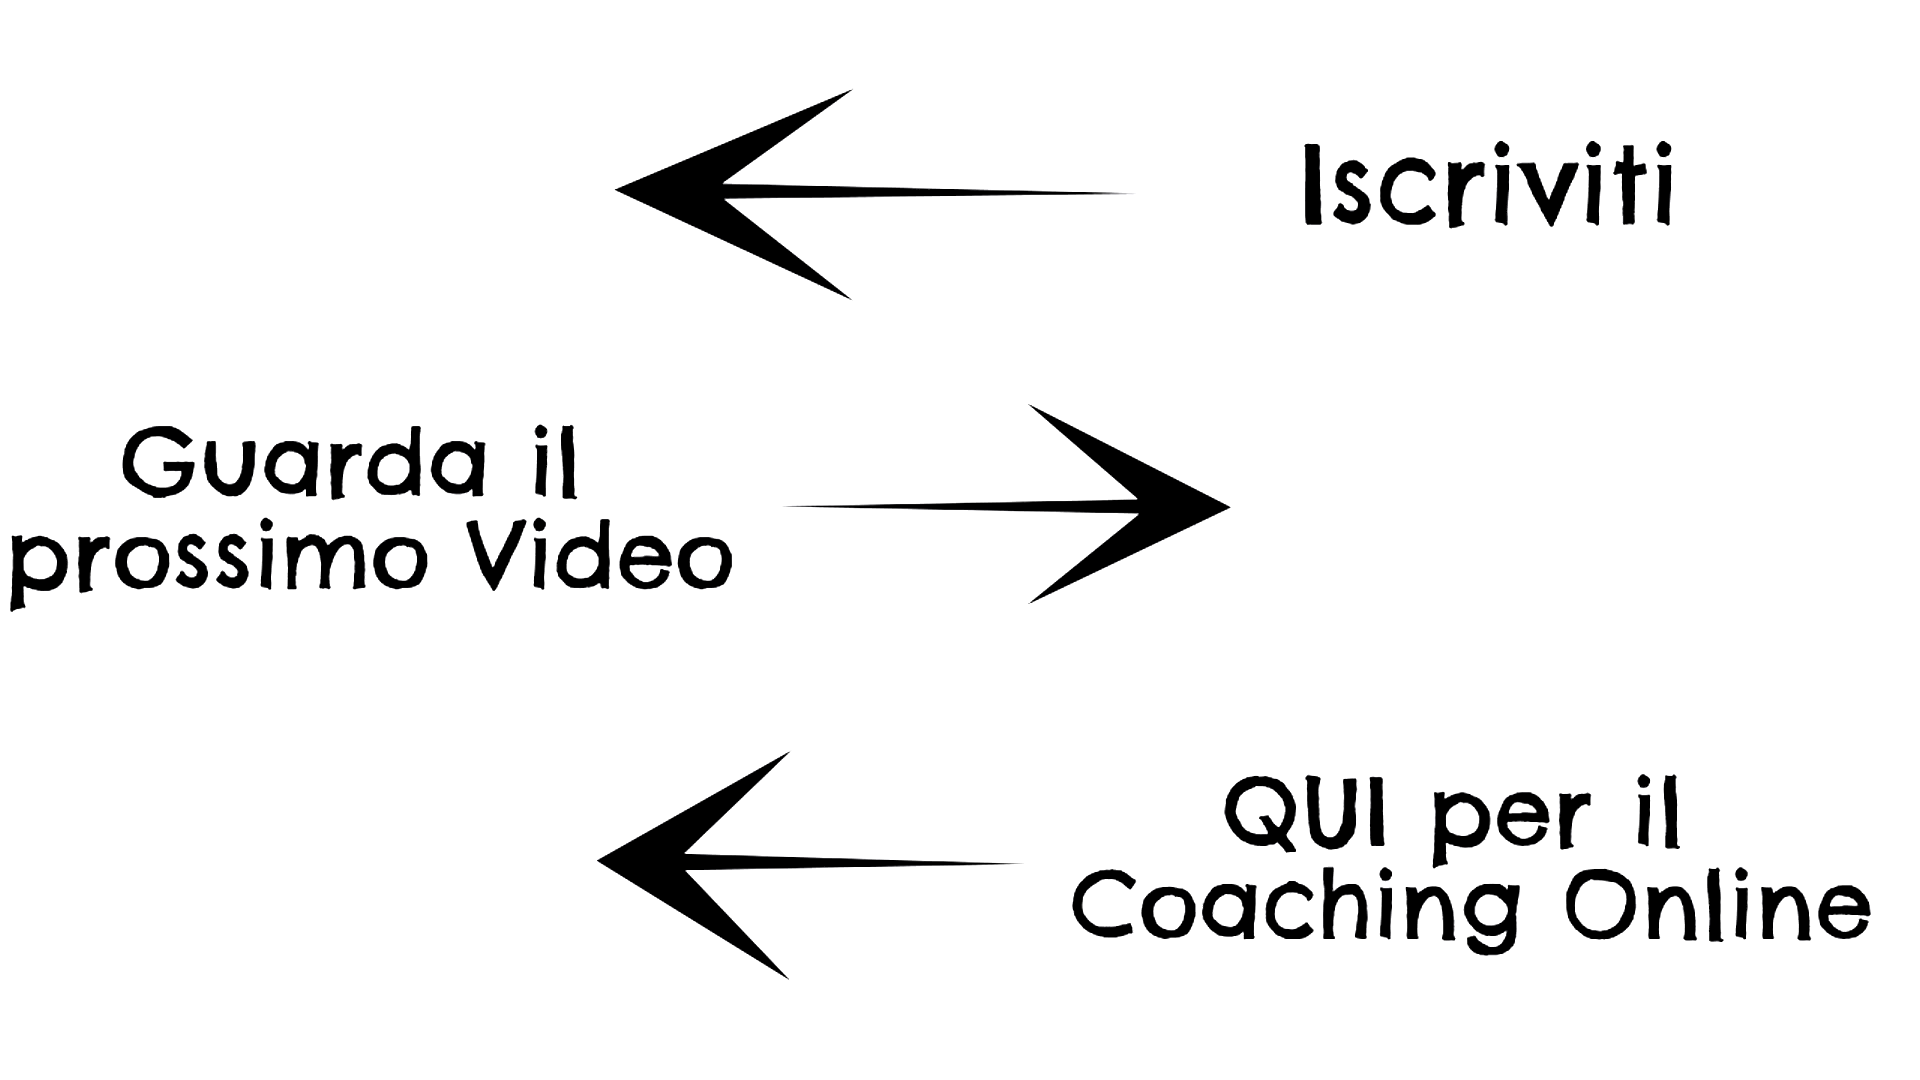 Iscriviti
Guarda il
prossimo Video
QUI per il
Coaching Online